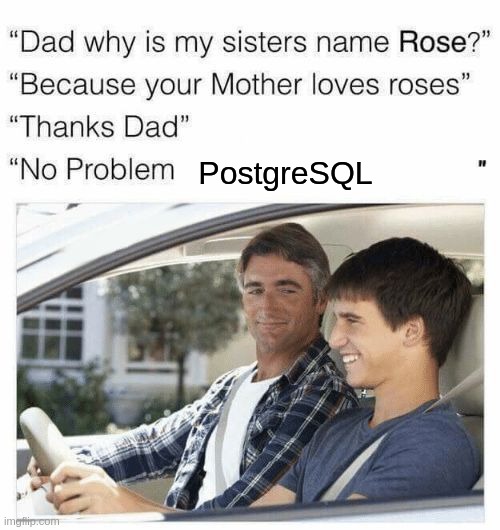 “Dad why is my sisters name Rose?”
“Because your Mother loves roses”
“Thanks Dad”
“No Problem PostgreSQL "
imgflip.com